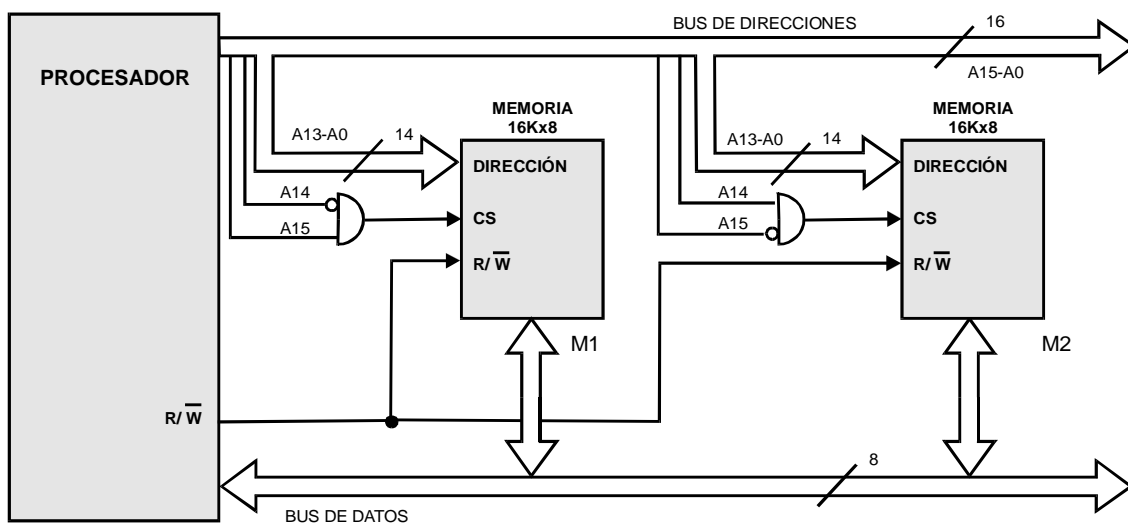 BUS DE DIRECCIONES
16
A15-A0
PROCESADOR
MEMORIA
16Kx8
A13-A0
14
DIRECCIÓN
A14
A15
CS
R/ W̅
M1
MEMORIA
16Kx8
A13-A0
14
DIRECCIÓN
A14
A15
CS
R/ W̅
M2
R/ W̅
8
BUS DE DATOS